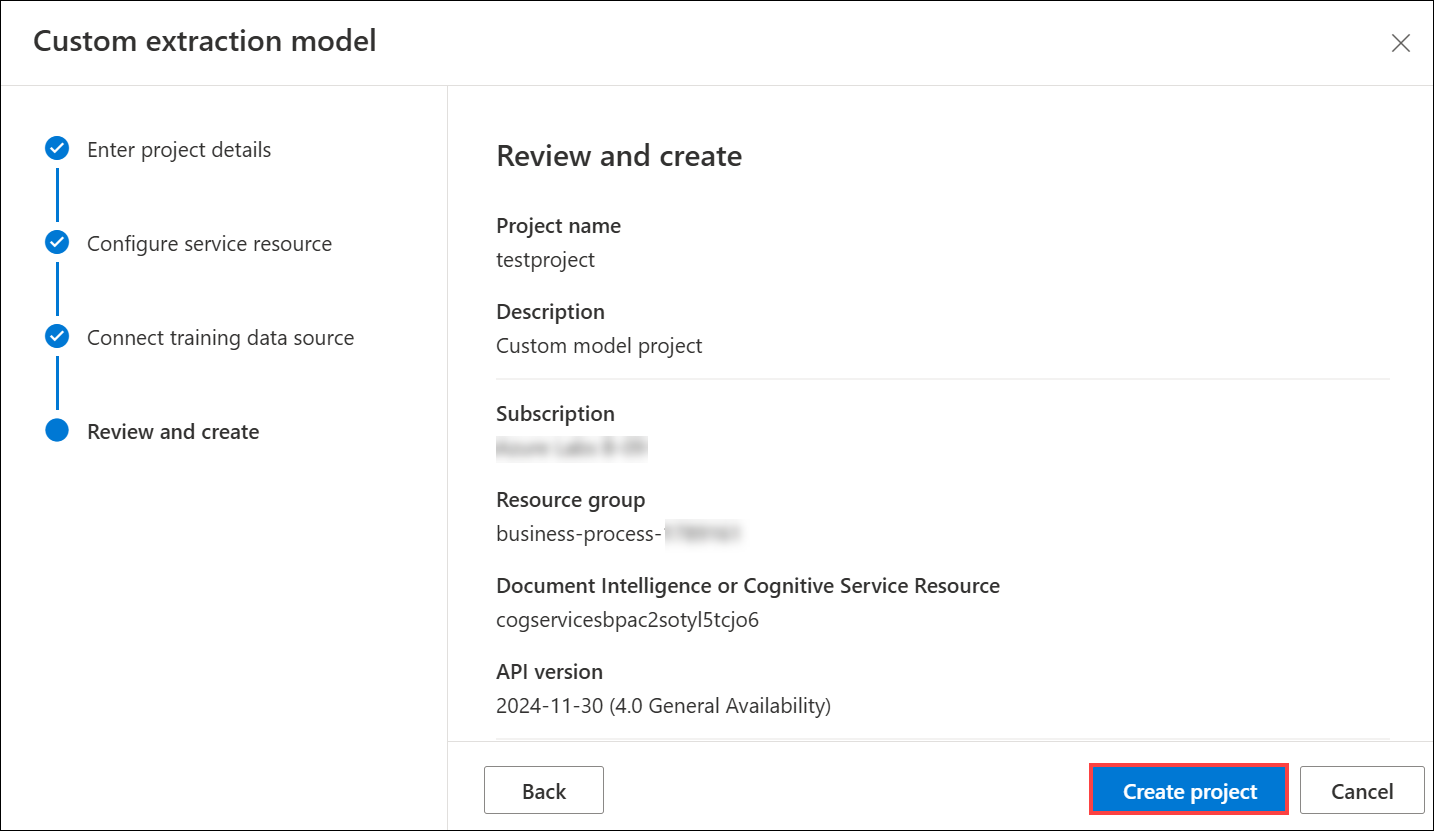 Custom extraction model
Enter project details
Configure service resource
Connect training data source
Review and create
Review and create
Project name
testproject
Description
Custom model project
Subscription
Resource group
business-process-
Document Intelligence or Cognitive Service Resource
cogservicesbpac2sotyl5tcjo6
API version
2024-11-30 (4.0 General Availability)
Back
Create project
Cancel